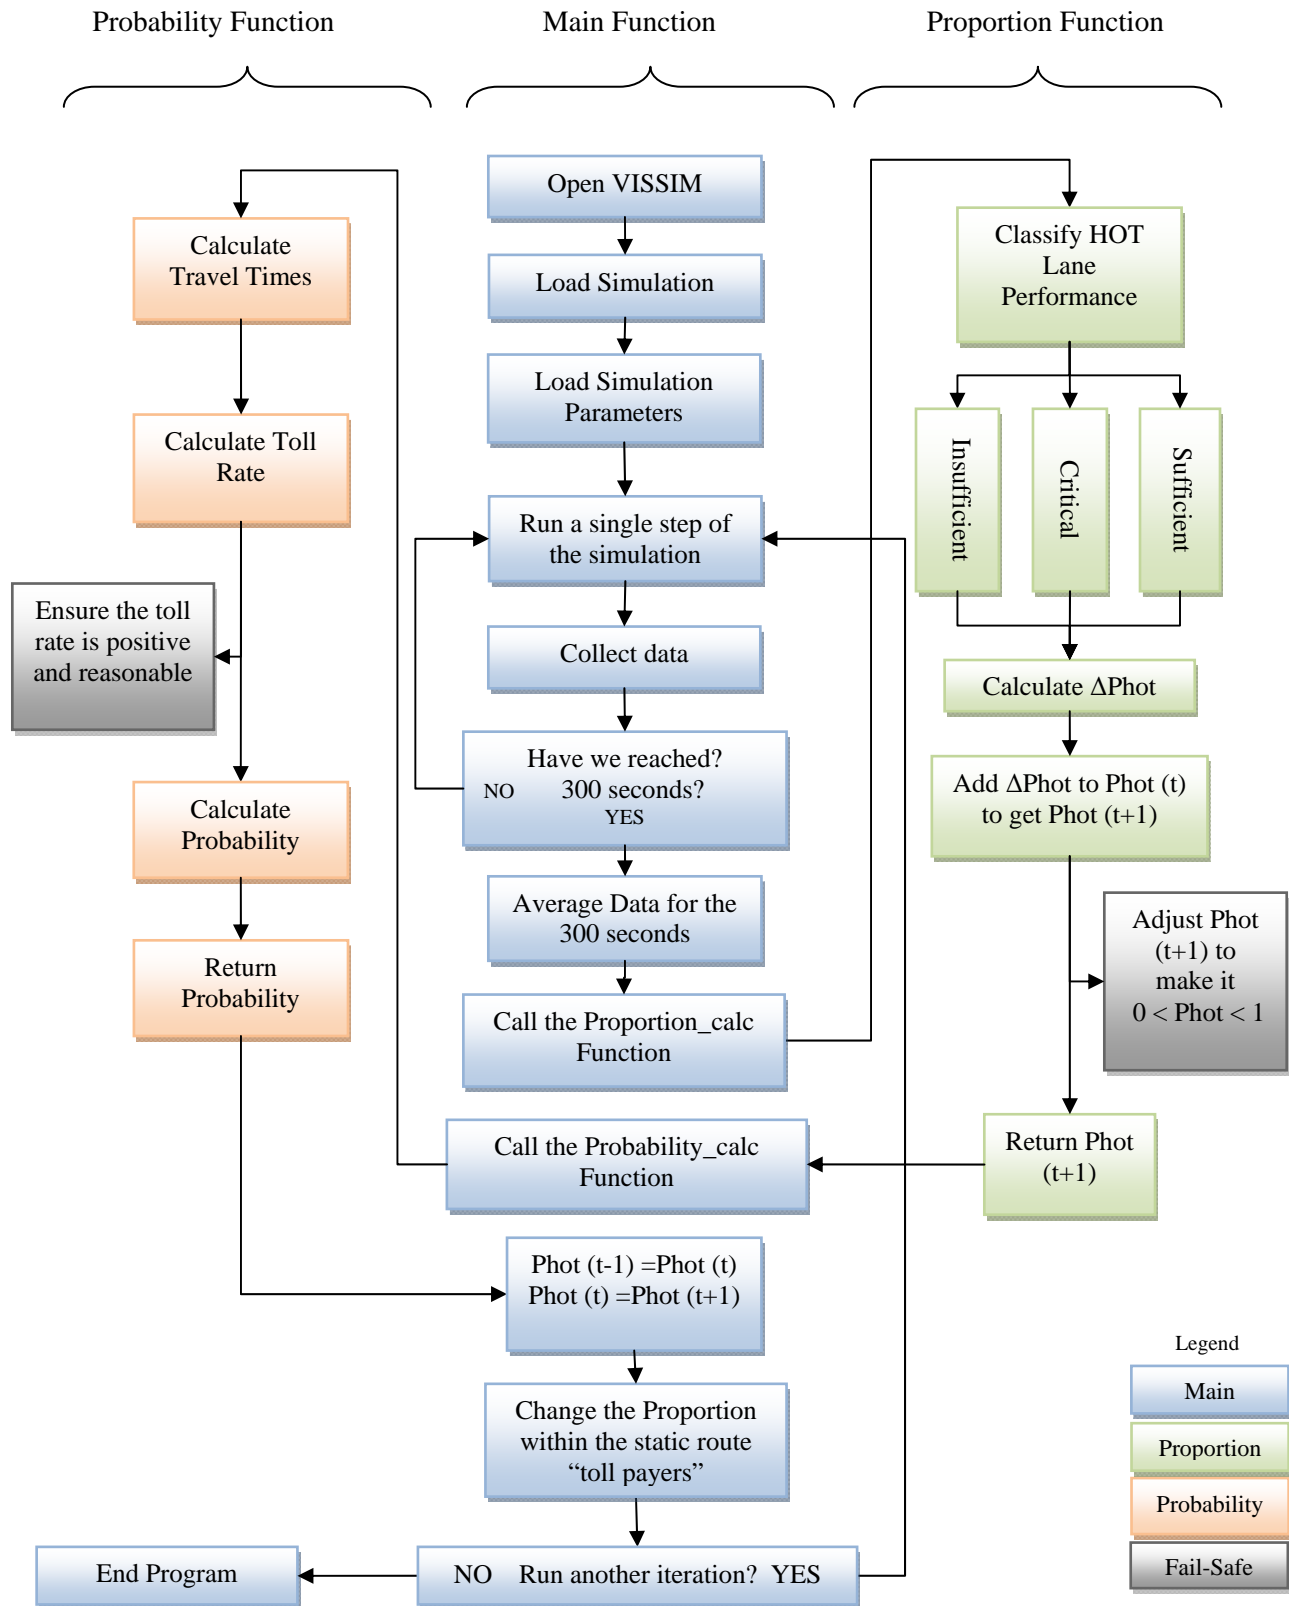 Probability Function
Main Function
Proportion Function
Open VISSIM
Load Simulation
Load Simulation
Parameters
Run a single step of
the simulation
Collect data
Have we reached?
NO 300 seconds?
YES
Average Data for the
300 seconds
Call the Proportion_calc
Function
Call the Probability_calc
Function
Phot (t-1) =Phot (t)
Phot (t) =Phot (t+1)
Change the Proportion
within the static route
“toll payers”
NO Run another iteration? YES
End Program
Calculate
Travel Times
Calculate Toll
Rate
Ensure the toll
rate is positive
and reasonable
Calculate
Probability
Return
Probability
Classify HOT
Lane
Performance
Insufficient
Critical
Sufficient
Calculate ΔPhot
Add ΔPhot to Phot (t)
to get Phot (t+1)
Adjust Phot
(t+1) to
make it
0 < Phot < 1
Return Phot
(t+1)
Legend
Main
Proportion
Probability
Fail-Safe